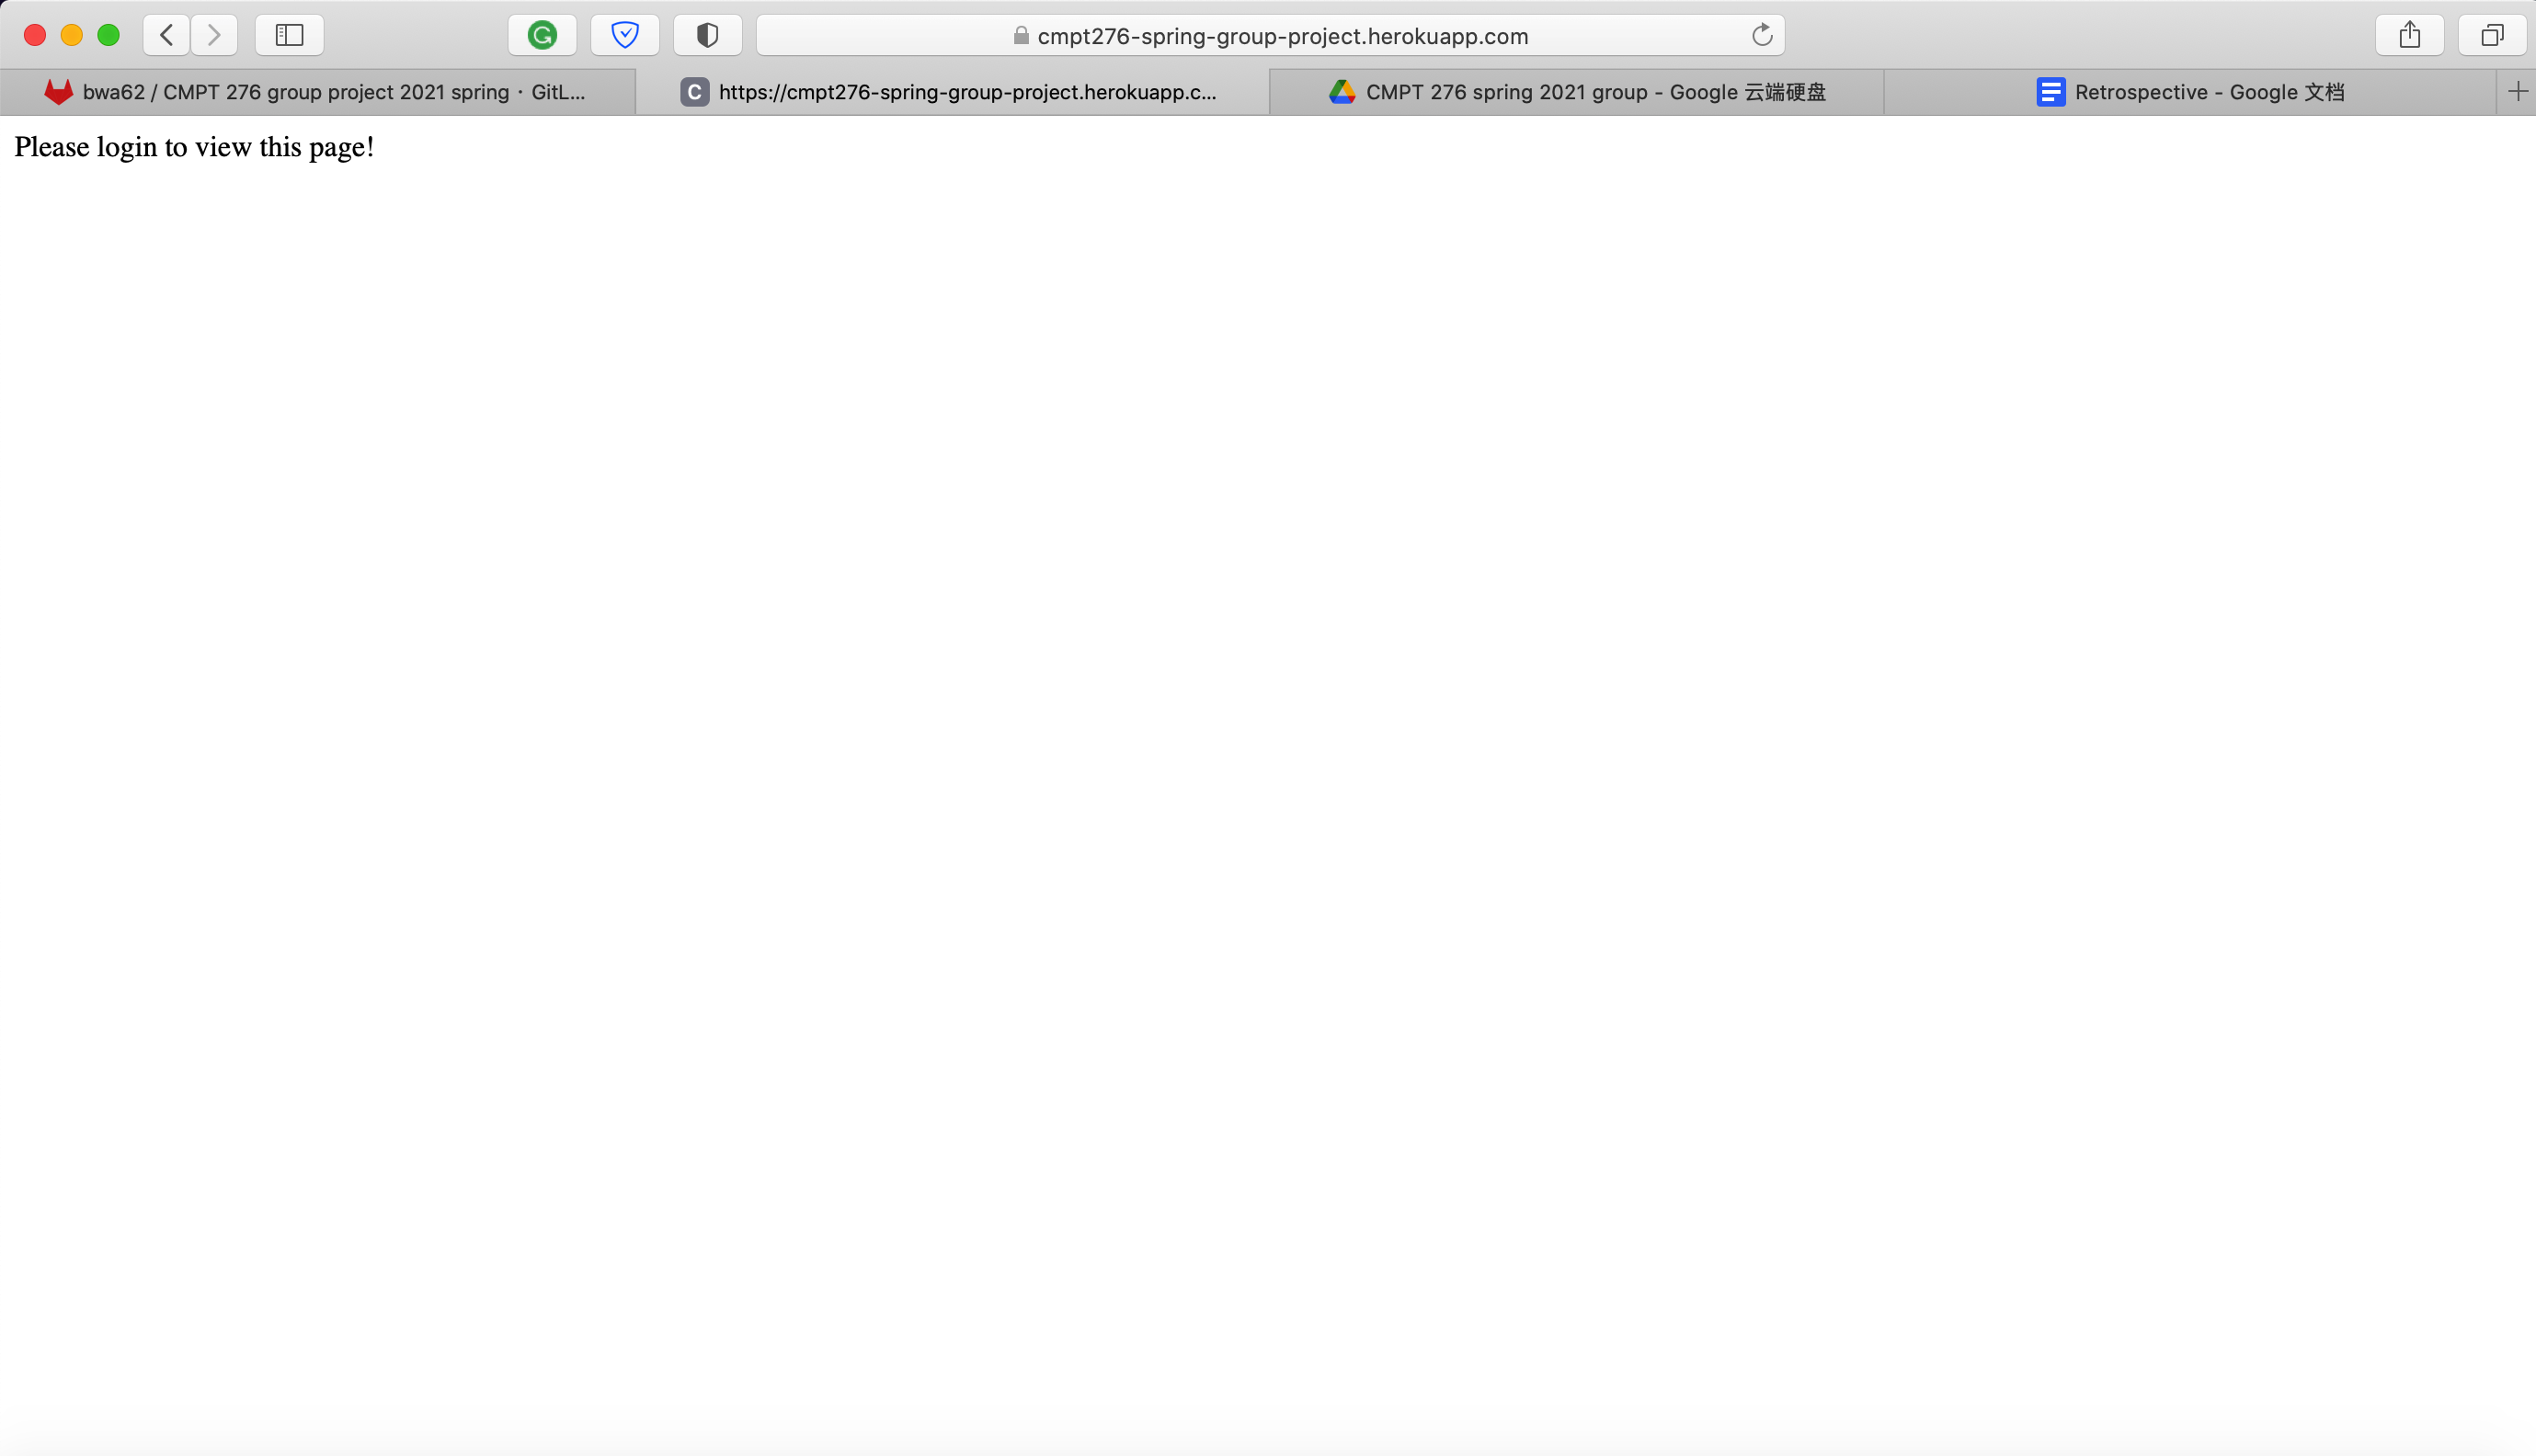 cmpt276-spring-group-project.herokuapp.com
bwa62 / CMPT 276 group project 2021 spring · GitL...
C https://cmpt276-spring-group-project.herokuapp.c...
CMPT 276 spring 2021 group - Google 云端硬盘
Retrospective - Google 文档
Please login to view this page!